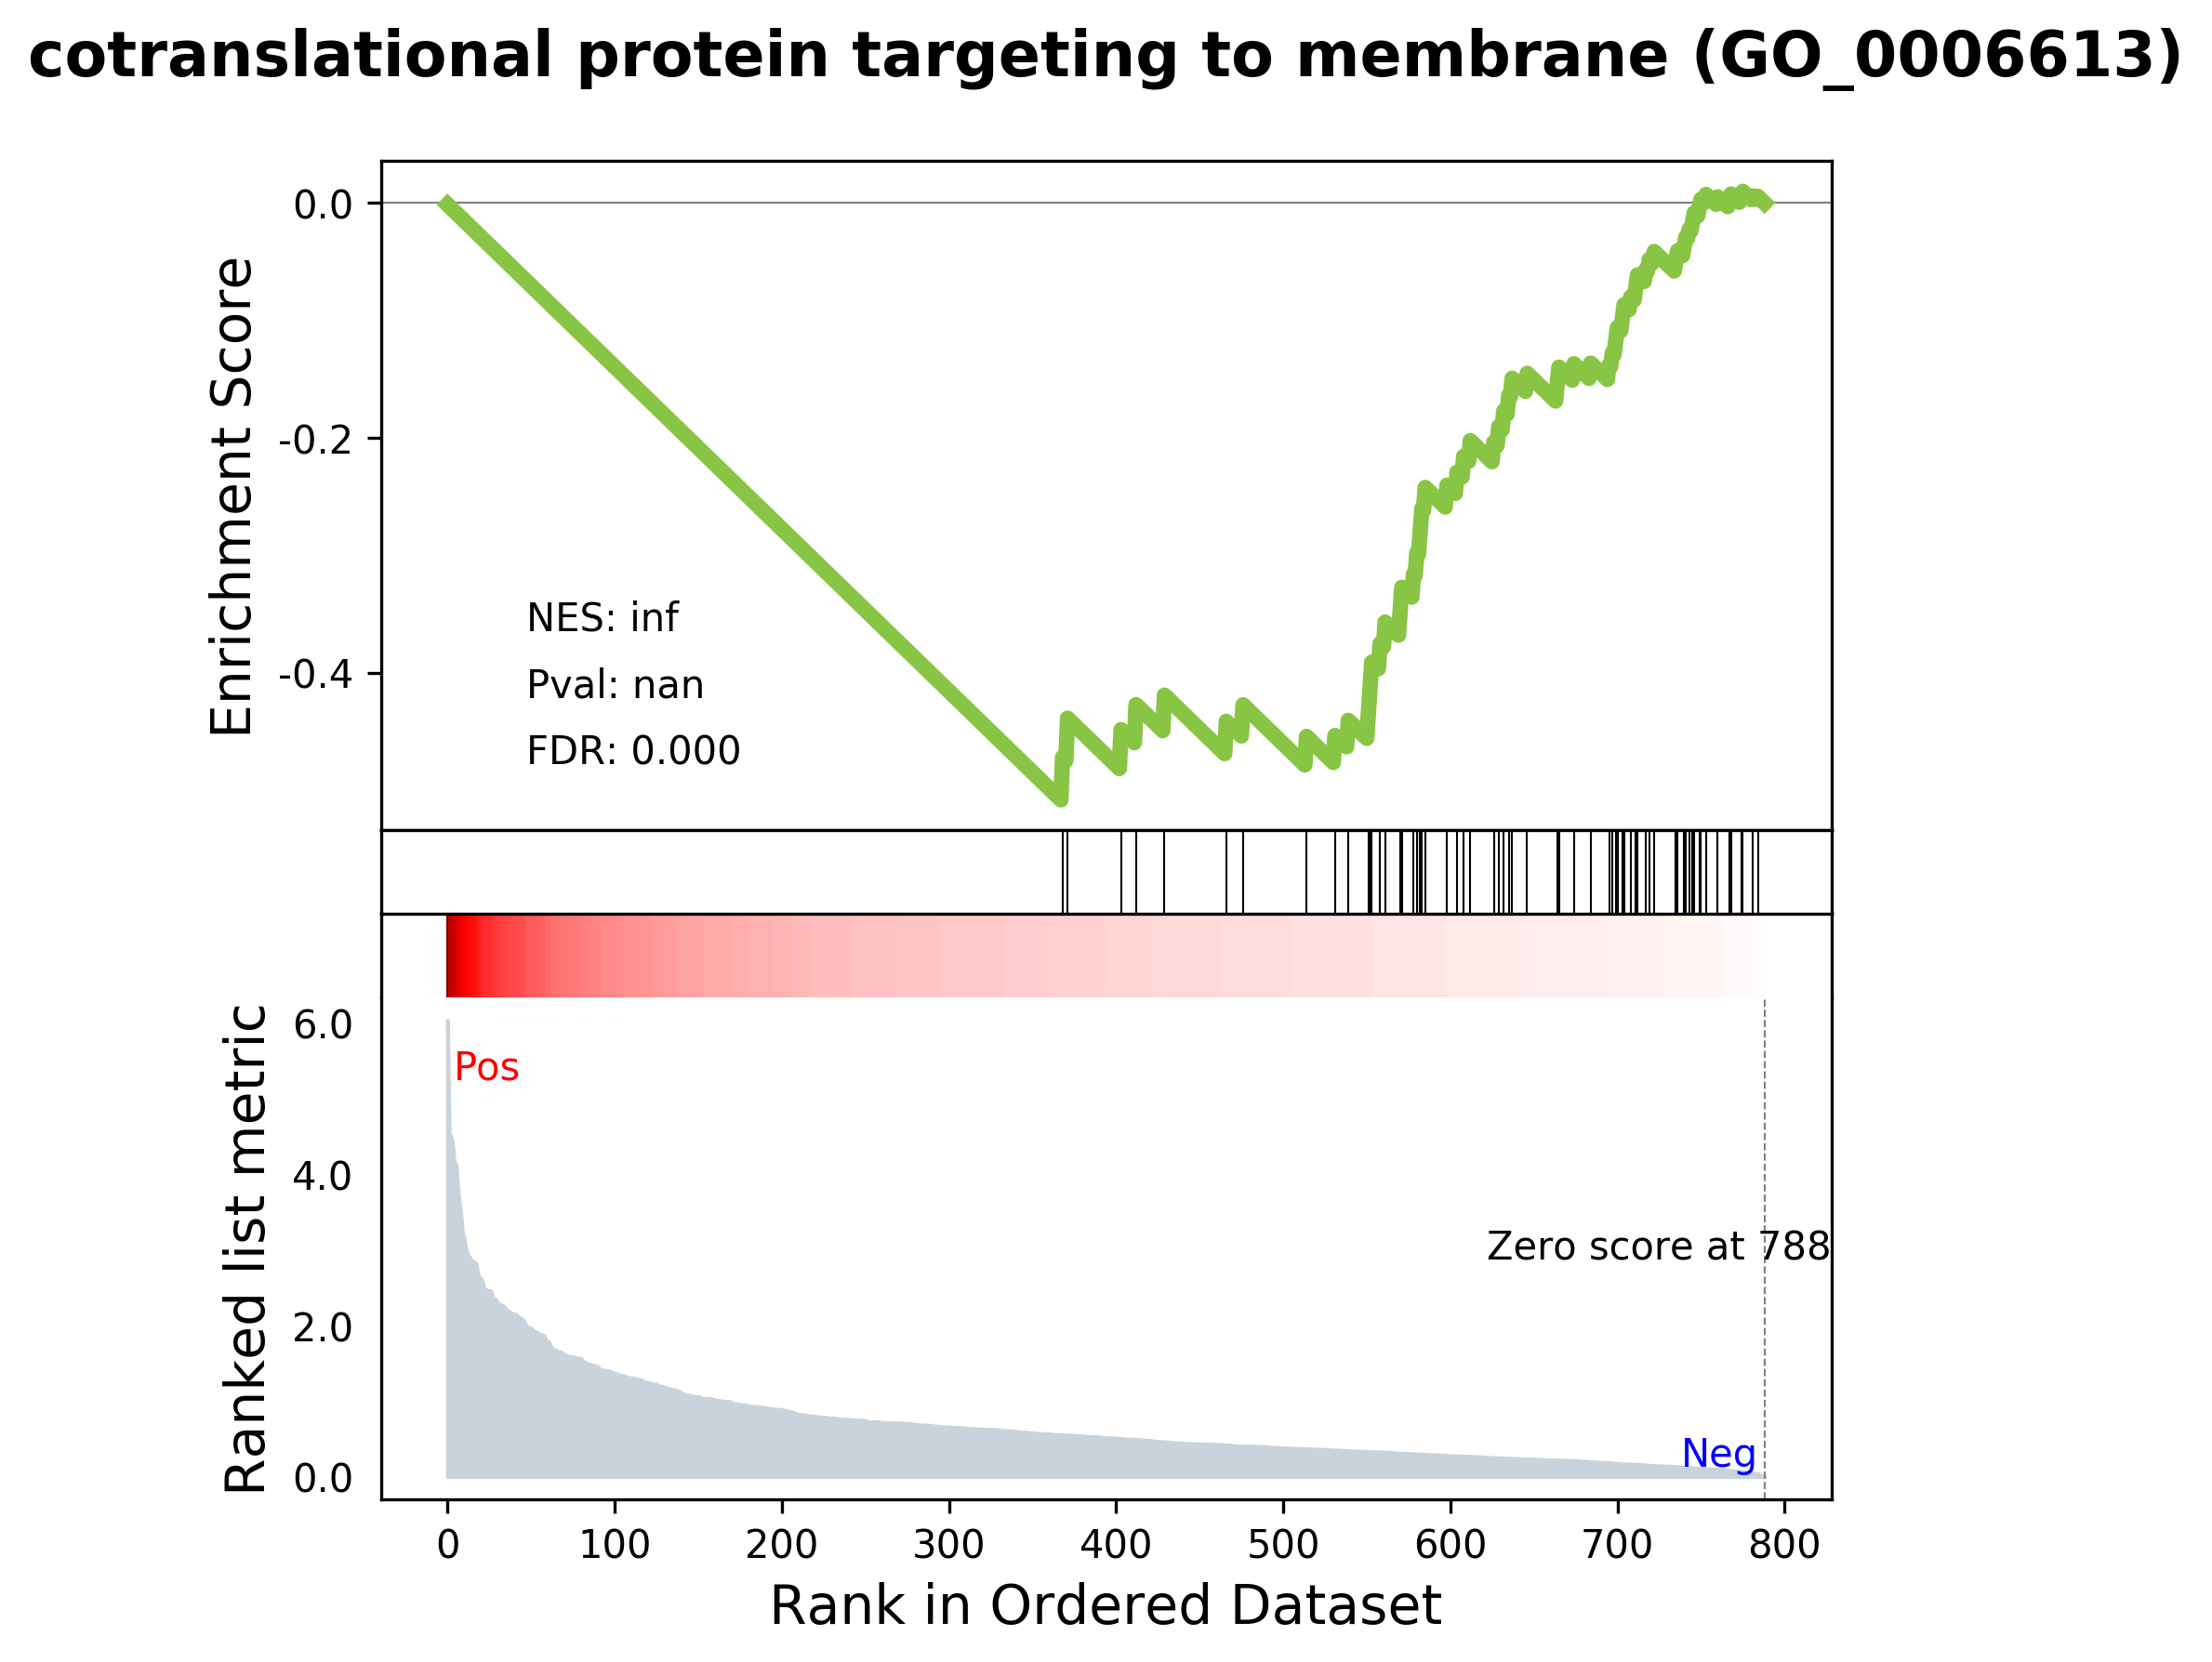 cotranslational protein targeting to membrane (GO_0006613)
Enrichment Score
0.0
-0.2
-0.4
NES: inf
Pval: nan
FDR: 0.000
Ranked list metric
6.0
4.0
2.0
0.0
Pos
Zero score at 788
Neg
0 100 200 300 400 500 600 700 800
Rank in Ordered Dataset